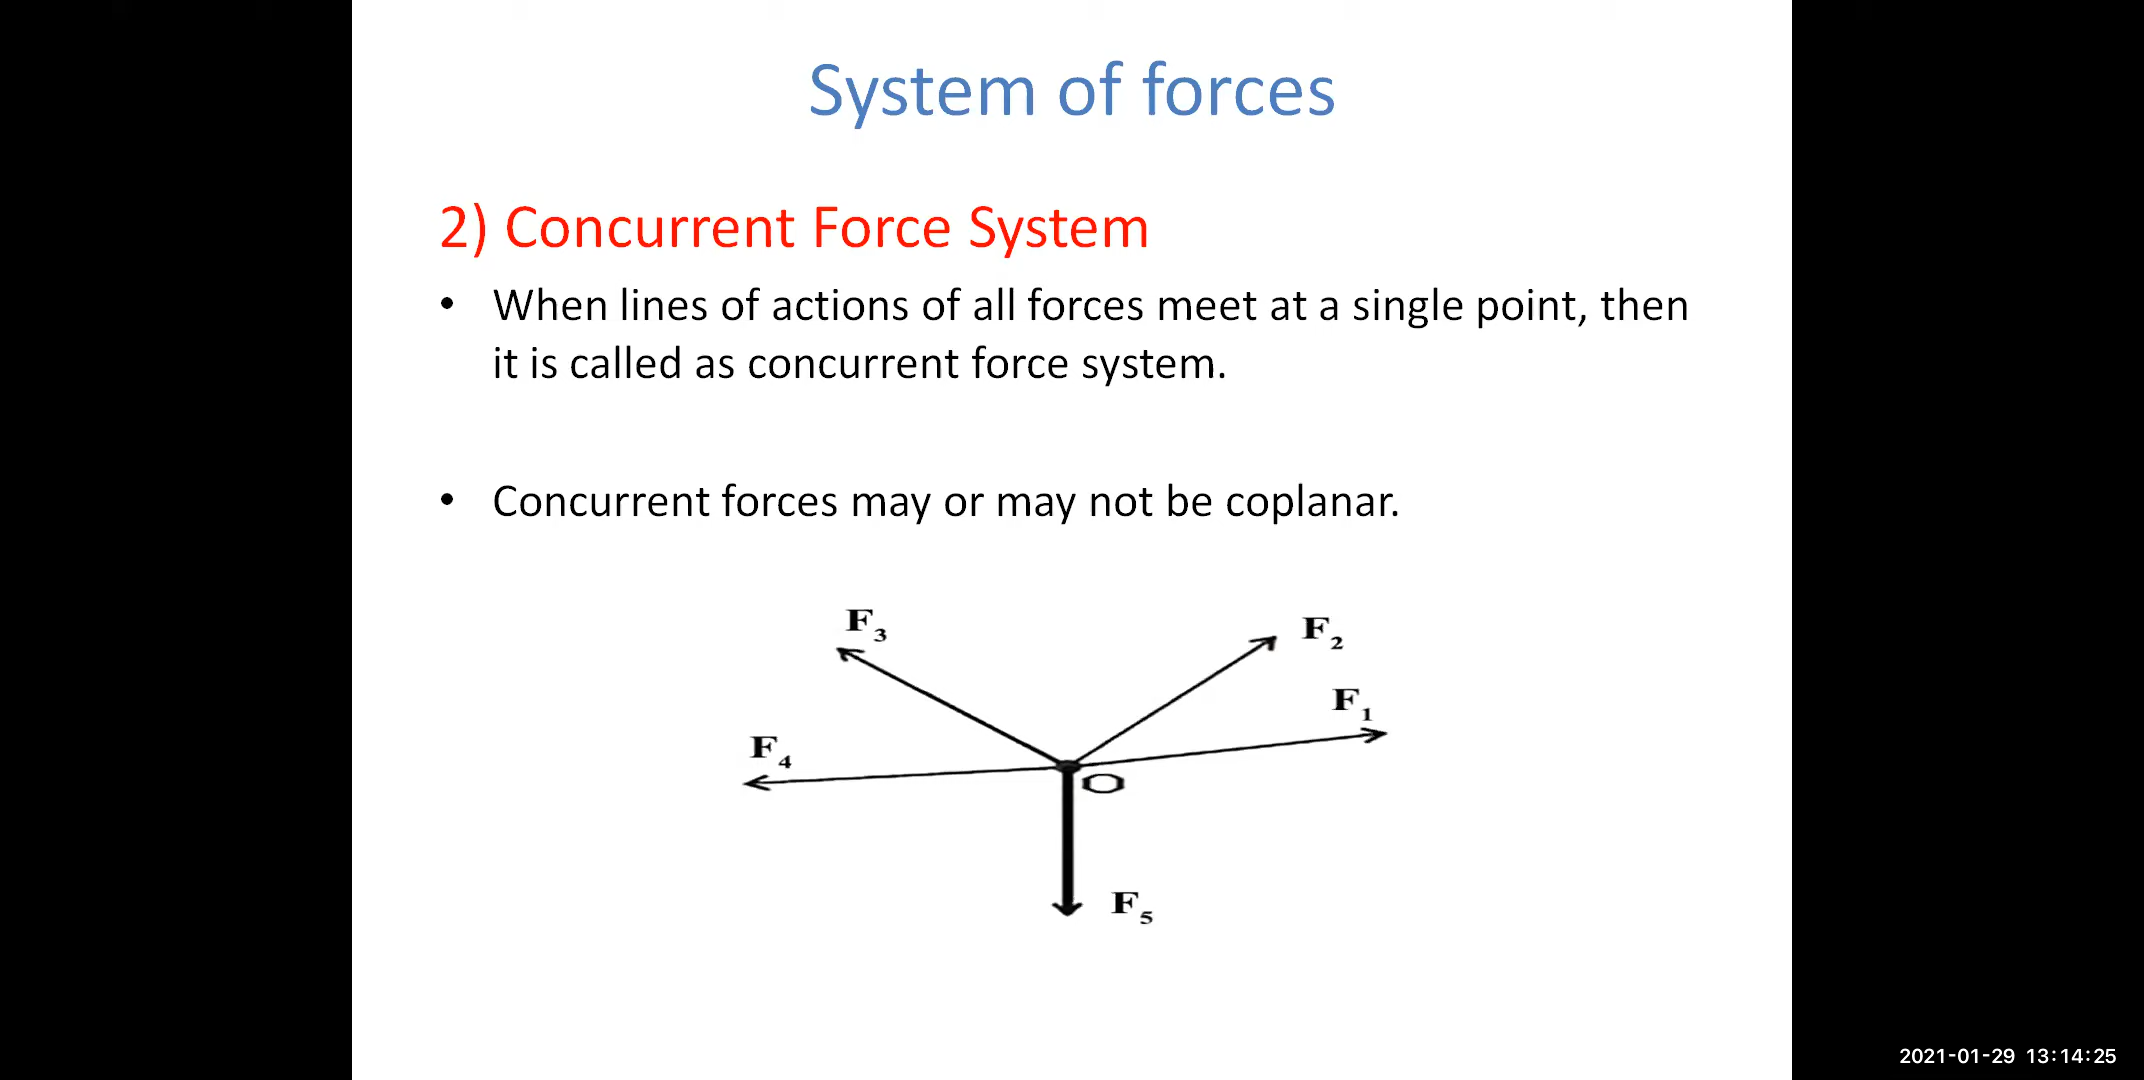 System of forces
2) Concurrent Force System
• When lines of actions of all forces meet at a single point, then
it is called as concurrent force system.
• Concurrent forces may or may not be coplanar.
F3
F2
F1
F4
O
F5
2021-01-29 13:14:25